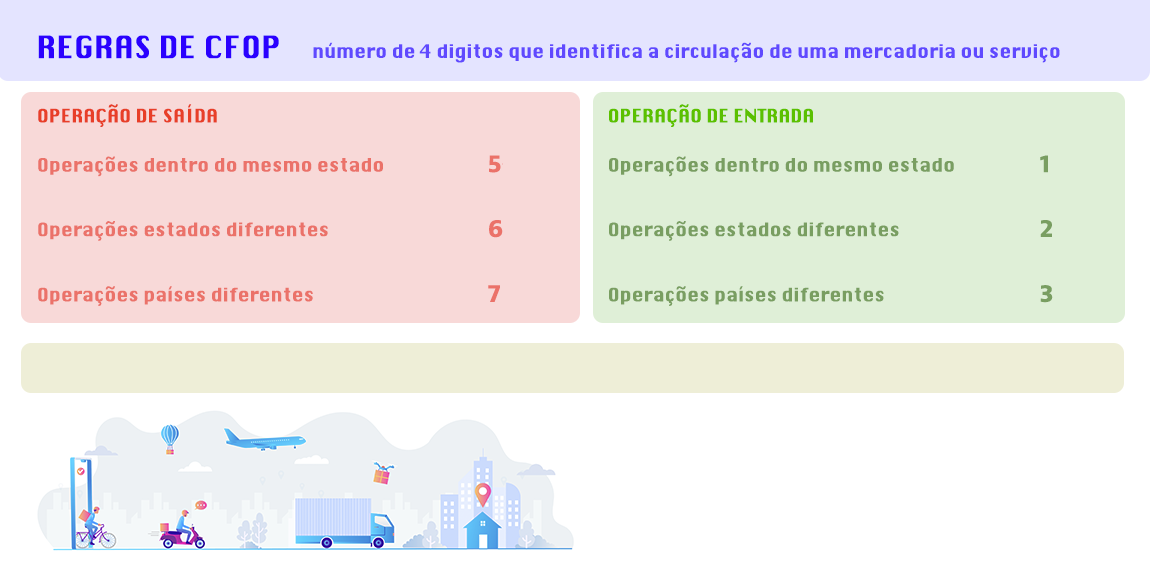 REGRAS DE CFOP número de 4 digitos que identifica a circulação de uma mercadoria ou serviço
OPERAÇÃO DE SAÍDA
Operações dentro do mesmo estado 5
Operações estados diferentes 6
Operações países diferentes 7
OPERAÇÃO DE ENTRADA
Operações dentro do mesmo estado 1
Operações estados diferentes 2
Operações países diferentes 3